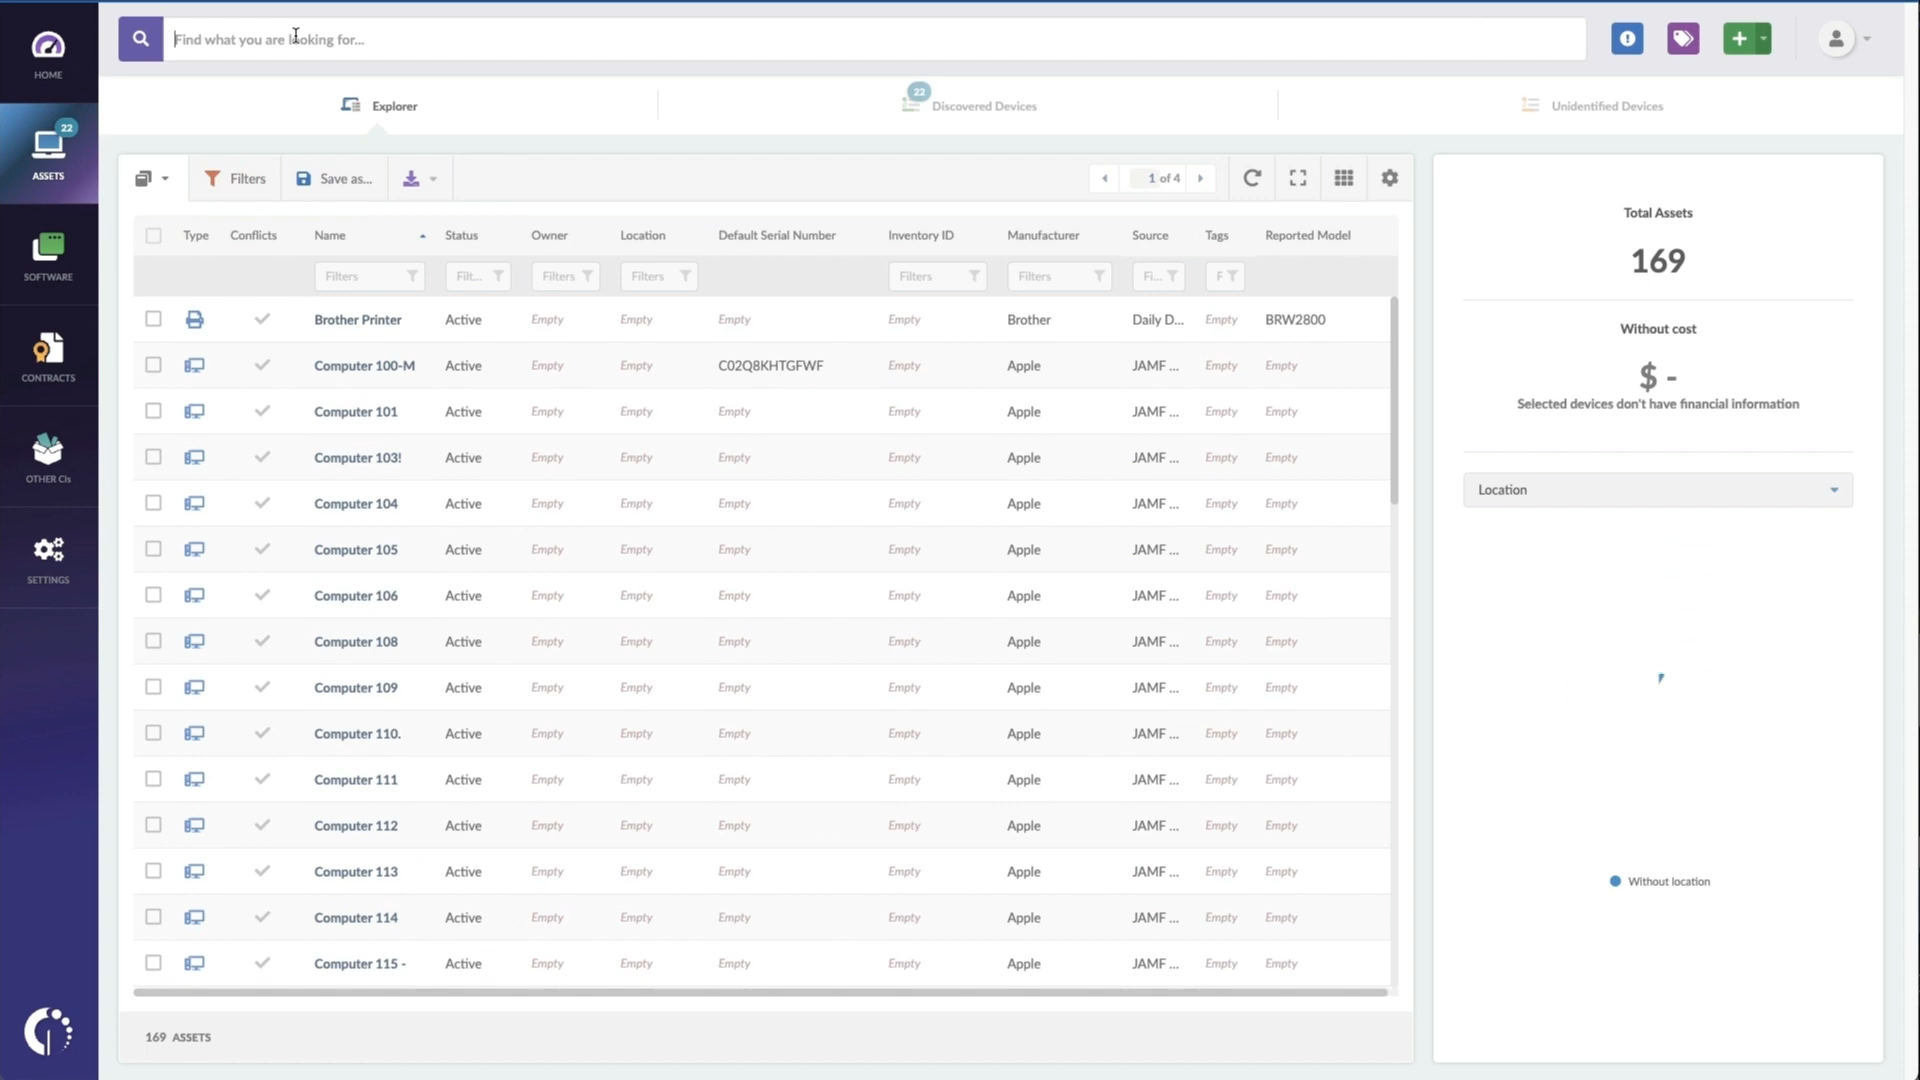 Find what you are looking for...
HOME
22
ASSETS
SOFTWARE
CONTRACTS
OTHER CIs
SETTINGS
Explorer
22
Discovered Devices
Unidentified Devices
Filters
Save as...
1 of 4
Type Conflicts Name Status Owner Location Default Serial Number Inventory ID Manufacturer Source Tags Reported Model
Filters Filt... Filters Filters Filters Filters Fi... F
Brother Printer Active Empty Empty Empty Empty Brother Daily D... Empty BRW2800
Computer 100-M Active Empty Empty C02Q8KHTGFWF Empty Apple JAMF ... Empty Empty
Computer 101 Active Empty Empty Empty Empty Apple JAMF ... Empty Empty
Computer 103! Active Empty Empty Empty Empty Apple JAMF ... Empty Empty
Computer 104 Active Empty Empty Empty Empty Apple JAMF ... Empty Empty
Computer 105 Active Empty Empty Empty Empty Apple JAMF ... Empty Empty
Computer 106 Active Empty Empty Empty Empty Apple JAMF ... Empty Empty
Computer 108 Active Empty Empty Empty Empty Apple JAMF ... Empty Empty
Computer 109 Active Empty Empty Empty Empty Apple JAMF ... Empty Empty
Computer 110. Active Empty Empty Empty Empty Apple JAMF ... Empty Empty
Computer 111 Active Empty Empty Empty Empty Apple JAMF ... Empty Empty
Computer 112 Active Empty Empty Empty Empty Apple JAMF ... Empty Empty
Computer 113 Active Empty Empty Empty Empty Apple JAMF ... Empty Empty
Computer 114 Active Empty Empty Empty Empty Apple JAMF ... Empty Empty
Computer 115 - Active Empty Empty Empty Empty Apple JAMF ... Empty Empty
169 ASSETS
Total Assets
169
Without cost
$ -
Selected devices don't have financial information
Location
Without location